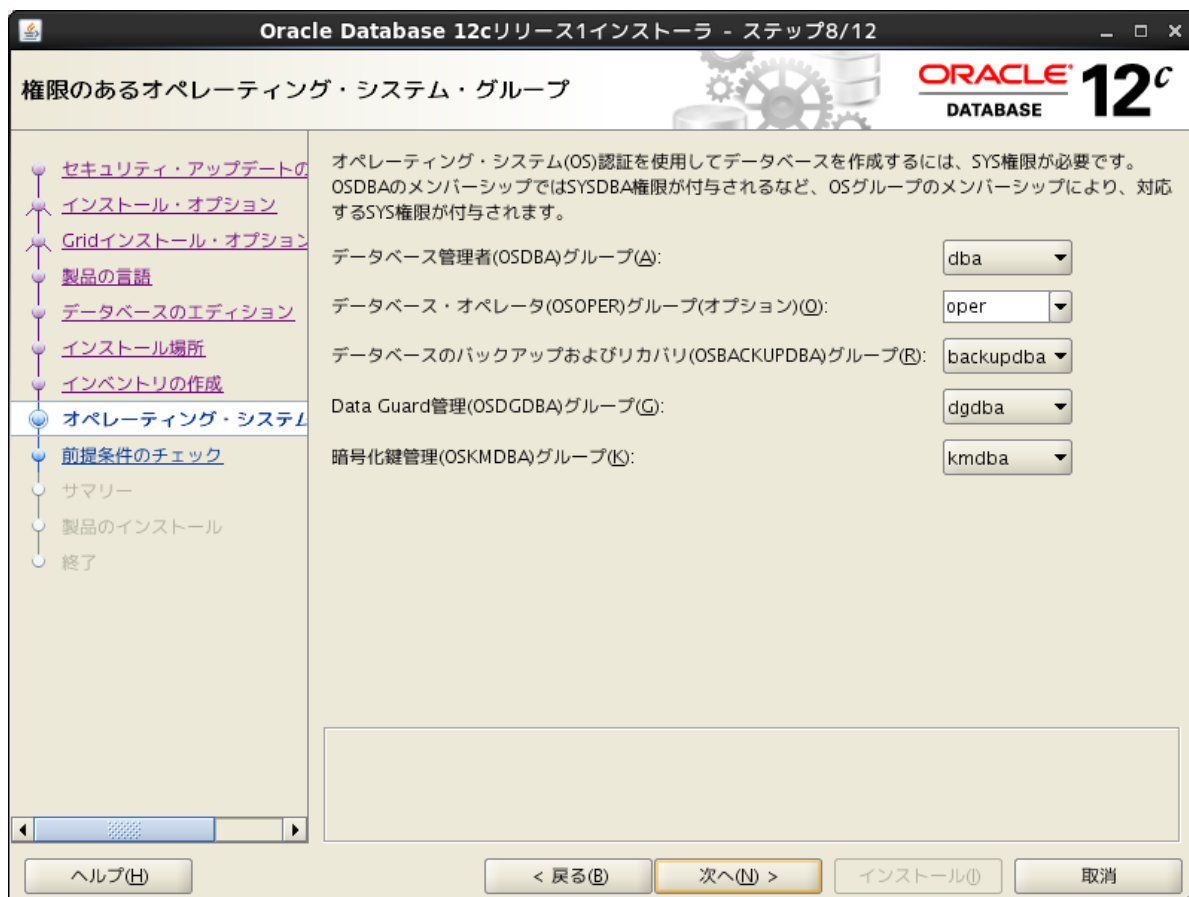 Oracle Database 12cリリース1インストーラ - ステップ8/12
権限のあるオペレーティング・システム・グループ
ORACLE
DATABASE
12c
セキュリティ・アップデートの
インストール・オプション
Gridインストール・オプション
製品の言語
データベースのエディション
インストール場所
インベントリの作成
オペレーティング・システム
前提条件のチェック
サマリー
製品のインストール
終了
オペレーティング・システム(OS)認証を使用してデータベースを作成するには、SYS権限が必要です。
OSDBAのメンバーシップではSYSDBA権限が付与されるなど、OSグループのメンバーシップにより、対応
するSYS権限が付与されます。
データベース管理者(OSDBA)グループ(A): dba
データベース・オペレータ(OSOPER)グループ(オプション)(O): oper
データベースのバックアップおよびリカバリ(OSBACKUPDBA)グループ(R): backupdba
Data Guard管理(OSDGDBA)グループ(G): dgdba
暗号化鍵管理(OSKMDBA)グループ(K): kmdba
ヘルプ(H) < 戻る(B) 次へ(N) > インストール(I) 取消